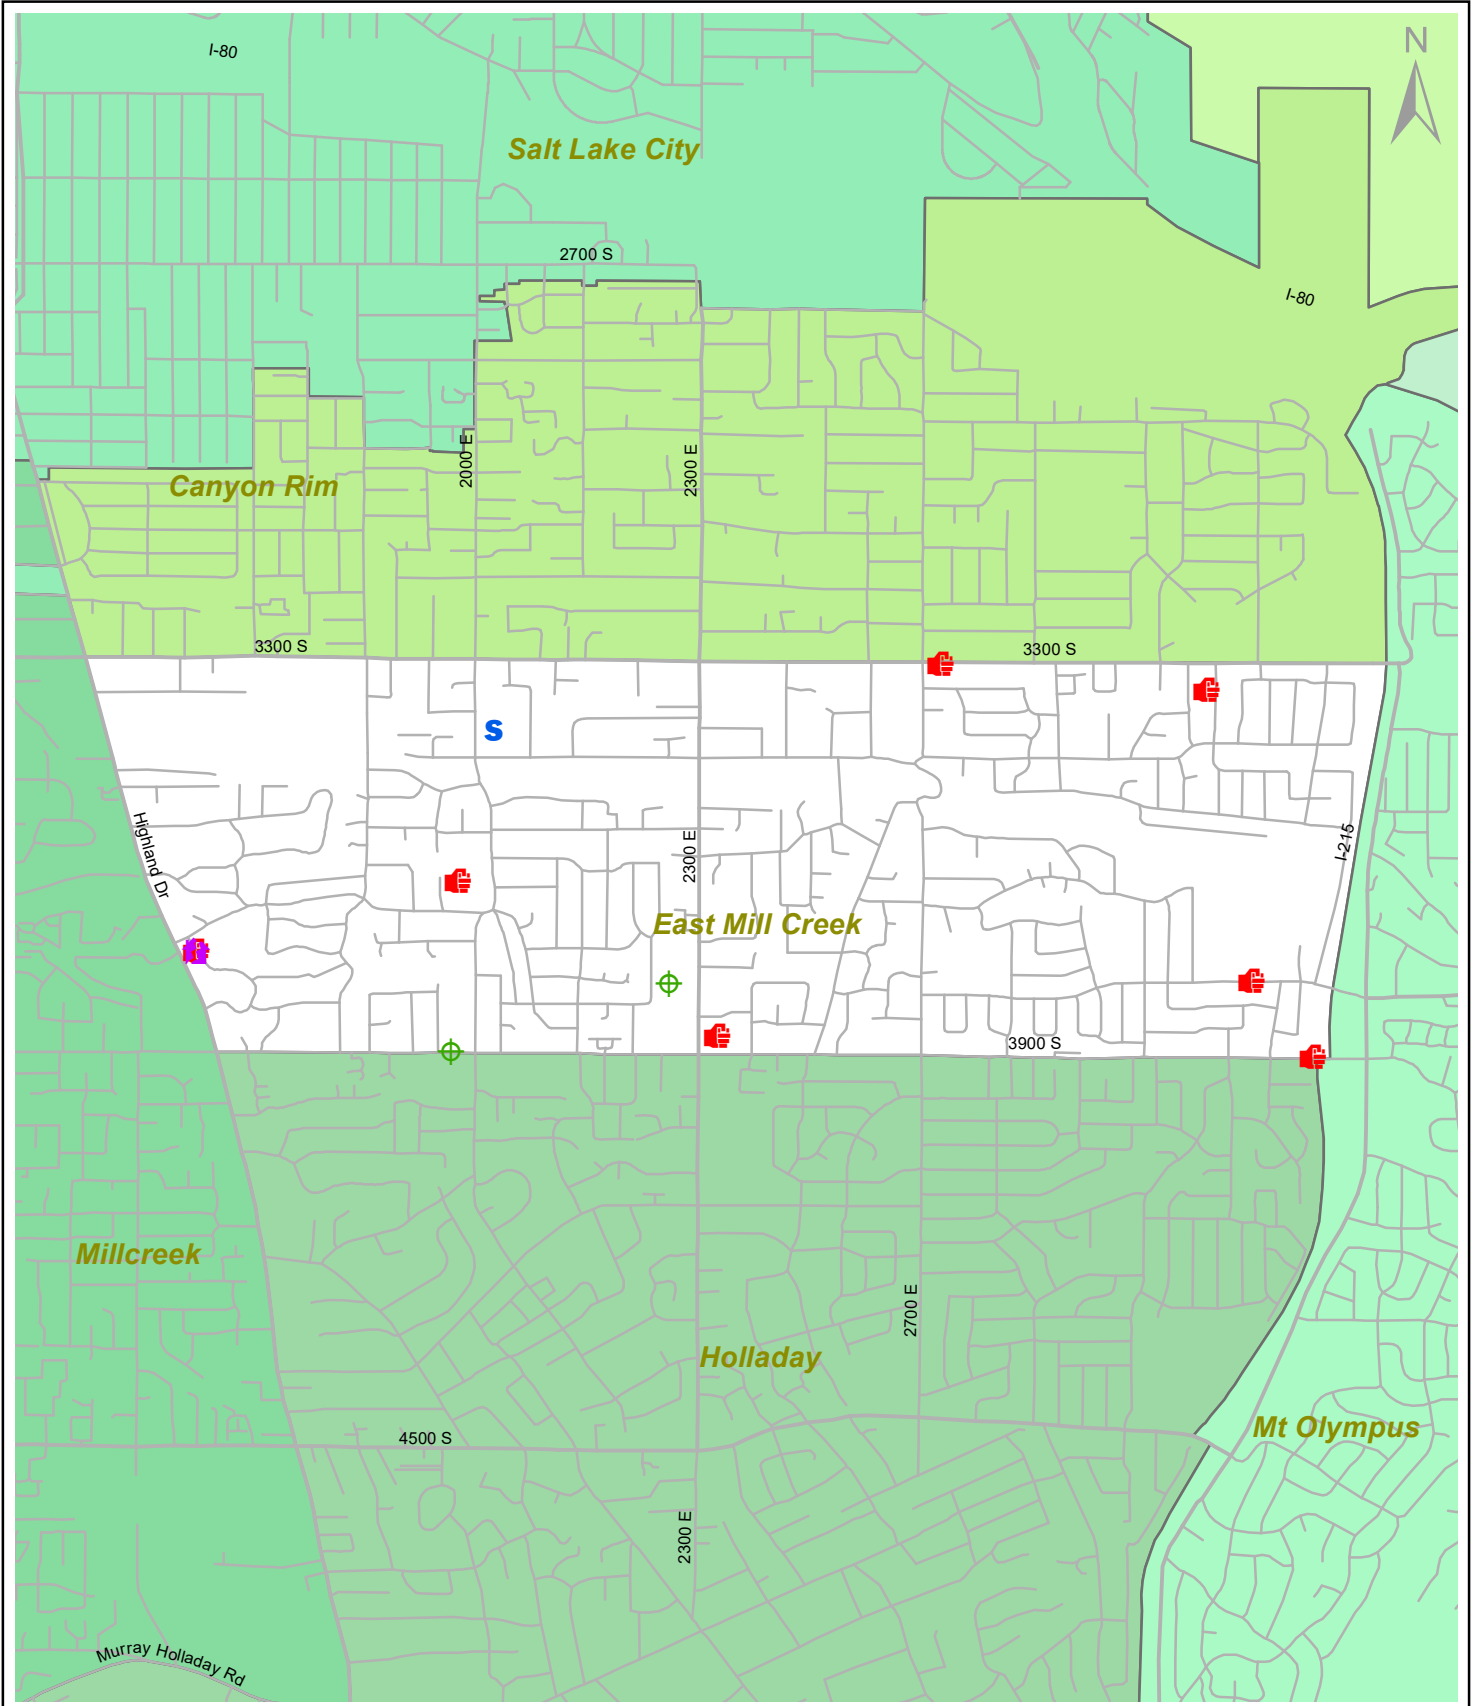 I-80
N
Salt Lake City
2700 S
I-80
2000 E
2300 E
Canyon Rim
3300 S
3300 S
S
Highland Dr
2300 E
I-215
East Mill Creek
3900 S
Millcreek
2700 E
Holladay
Mt Olympus
4500 S
2300 E
Murray Holladay Rd